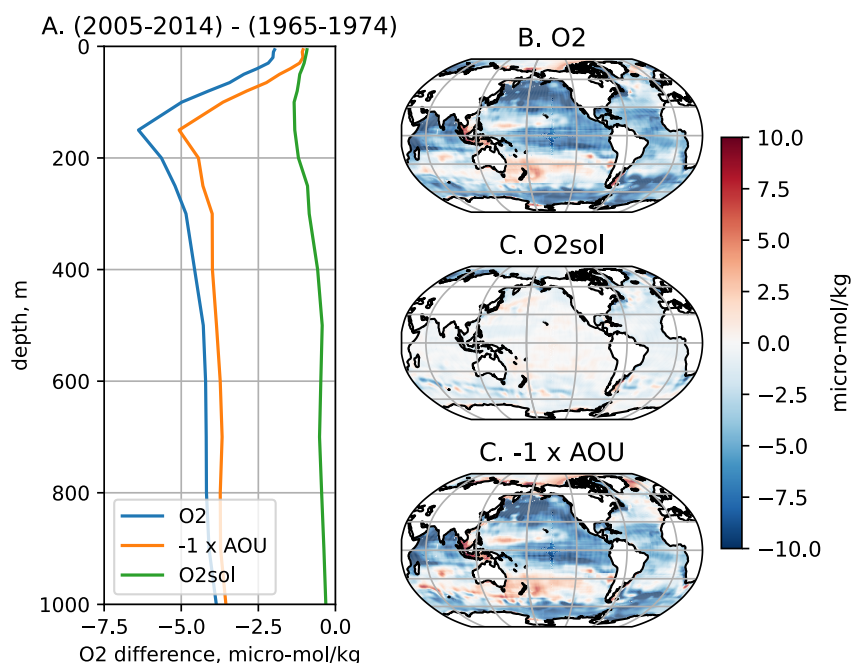 A. (2005-2014) - (1965-1974)
0
200
400
600
800
1000
depth, m
−7.5
−5.0
−2.5
0.0
O2 difference, micro-mol/kg
O2
-1 x AOU
O2sol
B. O2
C. O2sol
C. -1 x AOU
10.0
7.5
5.0
2.5
0.0
−2.5
−5.0
−7.5
−10.0
micro-mol/kg